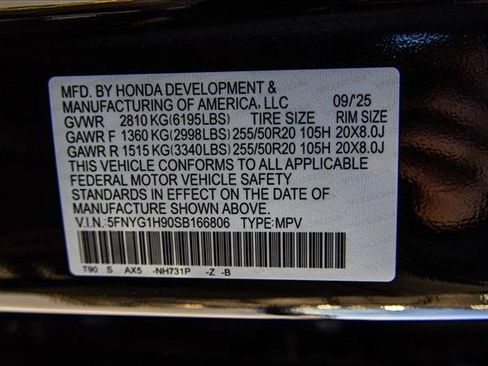 MFD. BY HONDA DEVELOPMENT &
MANUFACTURING OF AMERICA, LLC 09/'25
GVWR 2810 KG(6195LBS) TIRE SIZE RIM SIZE
GAWR F 1360 KG(2998LBS) 255/50R20 105H 20X8.0J
GAWR R 1515 KG(3340LBS) 255/50R20 105H 20X8.0J
THIS VEHICLE CONFORMS TO ALL APPLICABLE
FEDERAL MOTOR VEHICLE SAFETY
STANDARDS IN EFFECT ON THE DATE OF
MANUFACTURE SHOWN ABOVE.
V.I.N.-5FNYG1H90SB166806 TYPE:MPV
T90 S AX5 -NH731P -Z -B